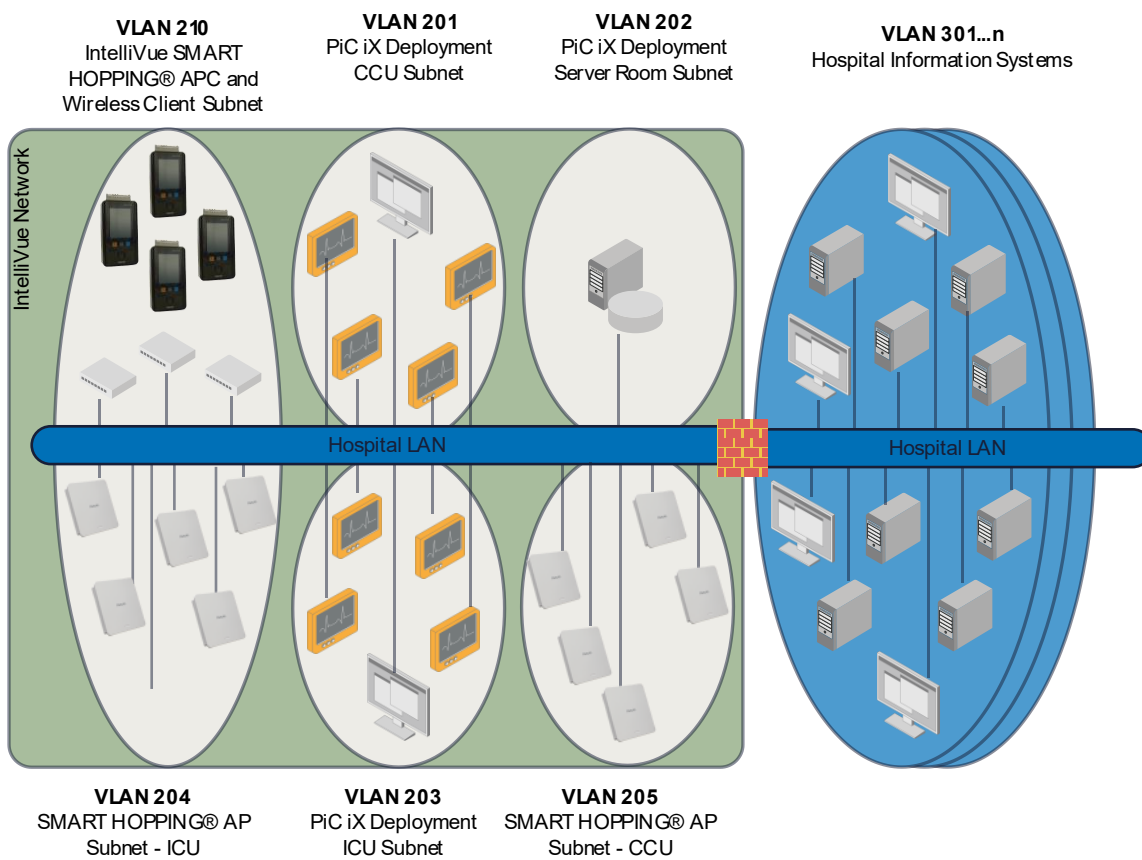 VLAN 210
IntelliVue SMART
HOPPING® APC and
Wireless Client Subnet
VLAN 201
PiC iX Deployment
CCU Subnet
VLAN 202
PiC iX Deployment
Server Room Subnet
VLAN 301...n
Hospital Information Systems
IntelliVue Network
Hospital LAN
Hospital LAN
VLAN 204
SMART HOPPING® AP
Subnet - ICU
VLAN 203
PiC iX Deployment
ICU Subnet
VLAN 205
SMART HOPPING® AP
Subnet - CCU